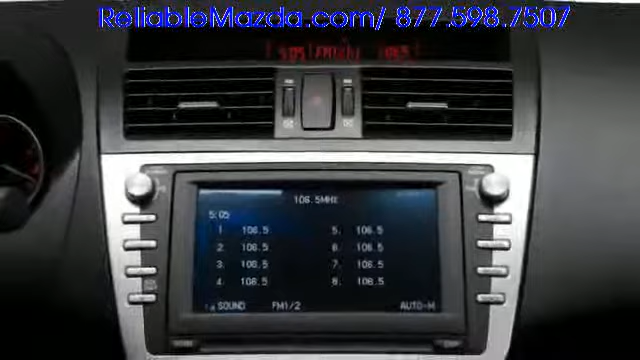 ReliableMazda.com/ 877.598.7507
106.5MHz
5:05
1 106.5 5. 106.5
2. 106.5 6. 106.5
3. 106.5 7. 106.5
4. 106.5 8. 106.5
SOUND FM1/2 AUTO-M